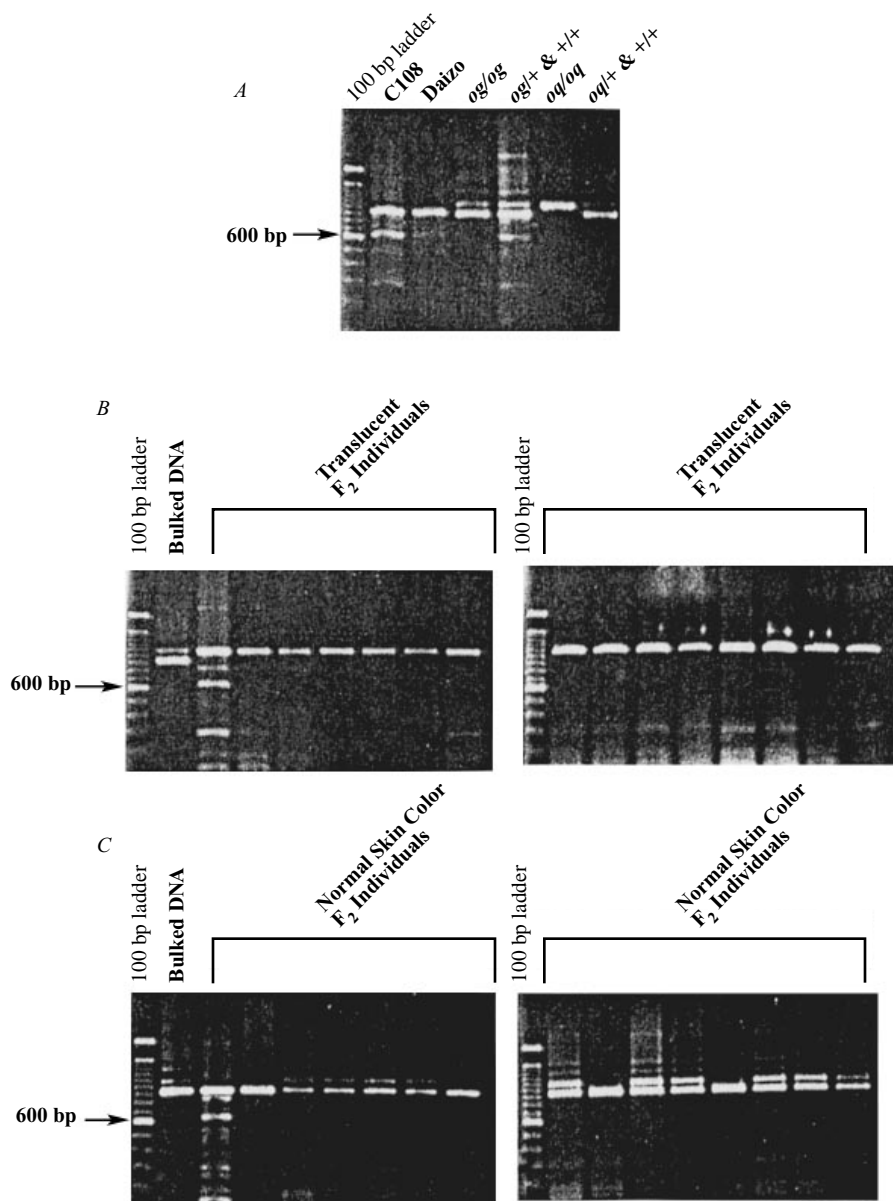 A
100 bp ladder
C108
Daizo
og/og
og/+ & +/+
oq/oq
oq/+ & +/+
600 bp
B
100 bp ladder
Bulked DNA
Translucent
F₂ Individuals
100 bp ladder
Translucent
F₂ Individuals
600 bp
C
100 bp ladder
Bulked DNA
Normal Skin Color
F₂ Individuals
100 bp ladder
Normal Skin Color
F₂ Individuals
600 bp